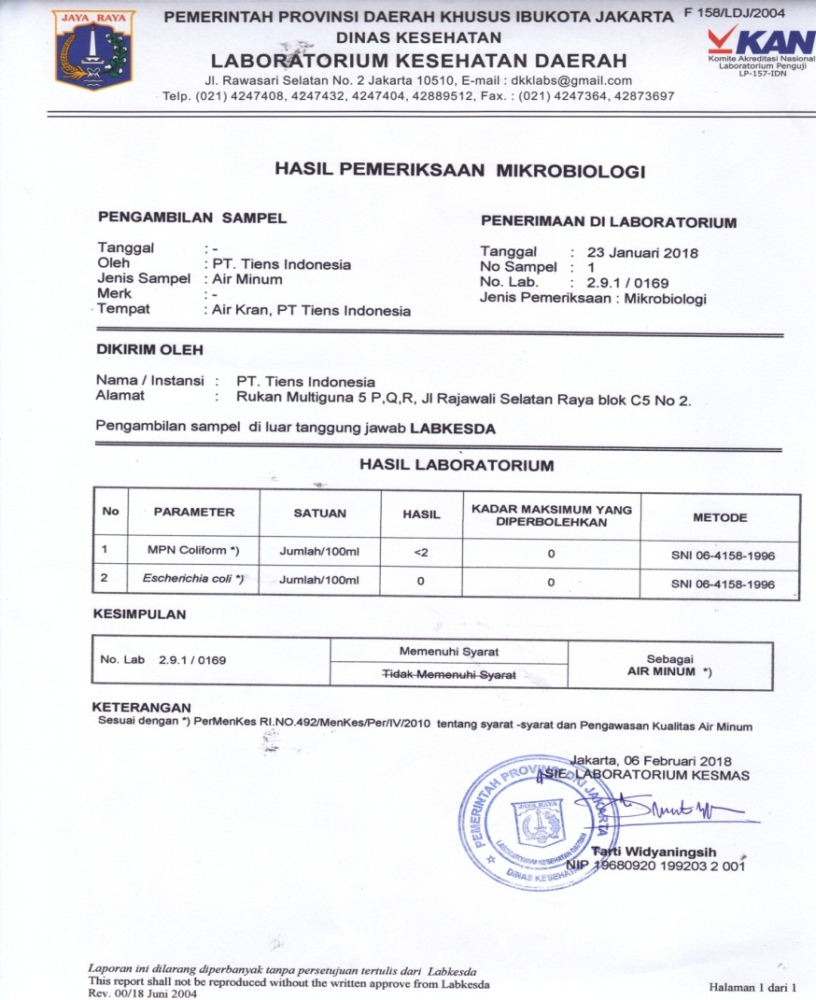 JAYA RAYA
PEMERINTAH PROVINSI DAERAH KHUSUS IBUKOTA JAKARTA
F 158/LDJ/2004
DINAS KESEHATAN
LABORATORIUM KESEHATAN DAERAH
Jl. Rawasari Selatan No. 2 Jakarta 10510, E-mail : dkklabs@gmail.com
Telp. (021) 4247408, 4247432, 4247404, 42889512, Fax. : (021) 4247364, 42873697
KAN
Komite Akreditasi Nasional
Laboratorium Penguji
LP-157-IDN
HASIL PEMERIKSAAN MIKROBIOLOGI
PENGAMBILAN SAMPEL
Tanggal : -
Oleh : PT. Tiens Indonesia
Jenis Sampel : Air Minum
Merk : -
Tempat : Air Kran, PT Tiens Indonesia
PENERIMAAN DI LABORATORIUM
Tanggal : 23 Januari 2018
No Sampel : 1
No. Lab. : 2.9.1 / 0169
Jenis Pemeriksaan : Mikrobiologi
DIKIRIM OLEH
Nama / Instansi : PT. Tiens Indonesia
Alamat : Rukan Multiguna 5 P,Q,R, Jl Rajawali Selatan Raya blok C5 No 2.
Pengambilan sampel di luar tanggung jawab LABKESDA
HASIL LABORATORIUM
No PARAMETER SATUAN HASIL KADAR MAKSIMUM YANG DIPERBOLEHKAN METODE
1 MPN Coliform *) Jumlah/100ml <2 0 SNI 06-4158-1996
2 Escherichia coli *) Jumlah/100ml 0 0 SNI 06-4158-1996
KESIMPULAN
No. Lab 2.9.1 / 0169
Memenuhi Syarat
Tidak Memenuhi Syarat
Sebagai
AIR MINUM *)
KETERANGAN
Sesuai dengan *) PerMenKes RI.NO.492/MenKes/Per/IV/2010 tentang syarat -syarat dan Pengawasan Kualitas Air Minum
Jakarta, 06 Februari 2018
SIE LABORATORIUM KESMAS
PEMERINTAH PROVINSI DKI JAKARTA
JAYA RAYA
LABORATORIUM KESEHATAN DAERAH
DINAS KESEHATAN
Tarti Widyaningsih
NIP 19680920 199203 2 001
Laporan ini dilarang diperbanyak tanpa persetujuan tertulis dari Labkesda
This report shall not be reproduced without the written approve from Labkesda
Rev. 00/18 Juni 2004
Halaman 1 dari 1